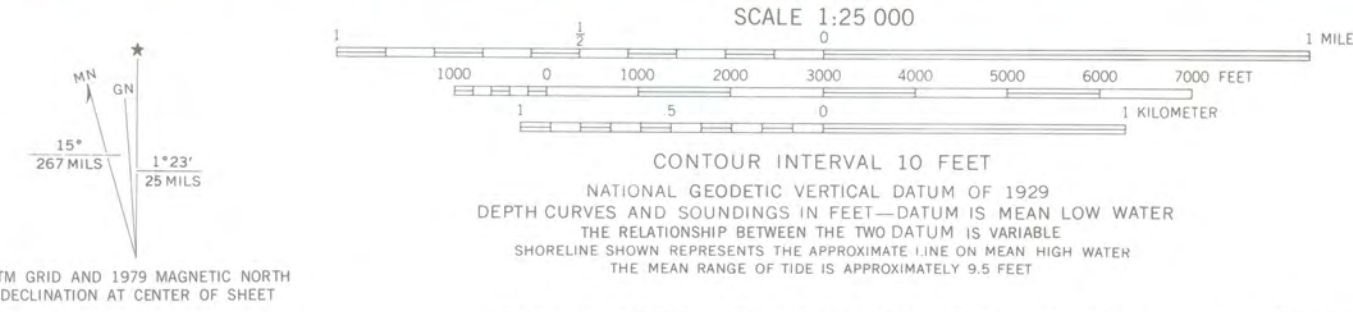 ★
MN
GN
15°
267 MILS
1°23′
25 MILS
TM GRID AND 1979 MAGNETIC NORTH
DECLINATION AT CENTER OF SHEET
SCALE 1:25 000
1 ½ 0 1 MILE
1000 0 1000 2000 3000 4000 5000 6000 7000 FEET
1 5 0 1 KILOMETER
CONTOUR INTERVAL 10 FEET
NATIONAL GEODETIC VERTICAL DATUM OF 1929
DEPTH CURVES AND SOUNDINGS IN FEET—DATUM IS MEAN LOW WATER
THE RELATIONSHIP BETWEEN THE TWO DATUM IS VARIABLE
SHORELINE SHOWN REPRESENTS THE APPROXIMATE LINE ON MEAN HIGH WATER
THE MEAN RANGE OF TIDE IS APPROXIMATELY 9.5 FEET